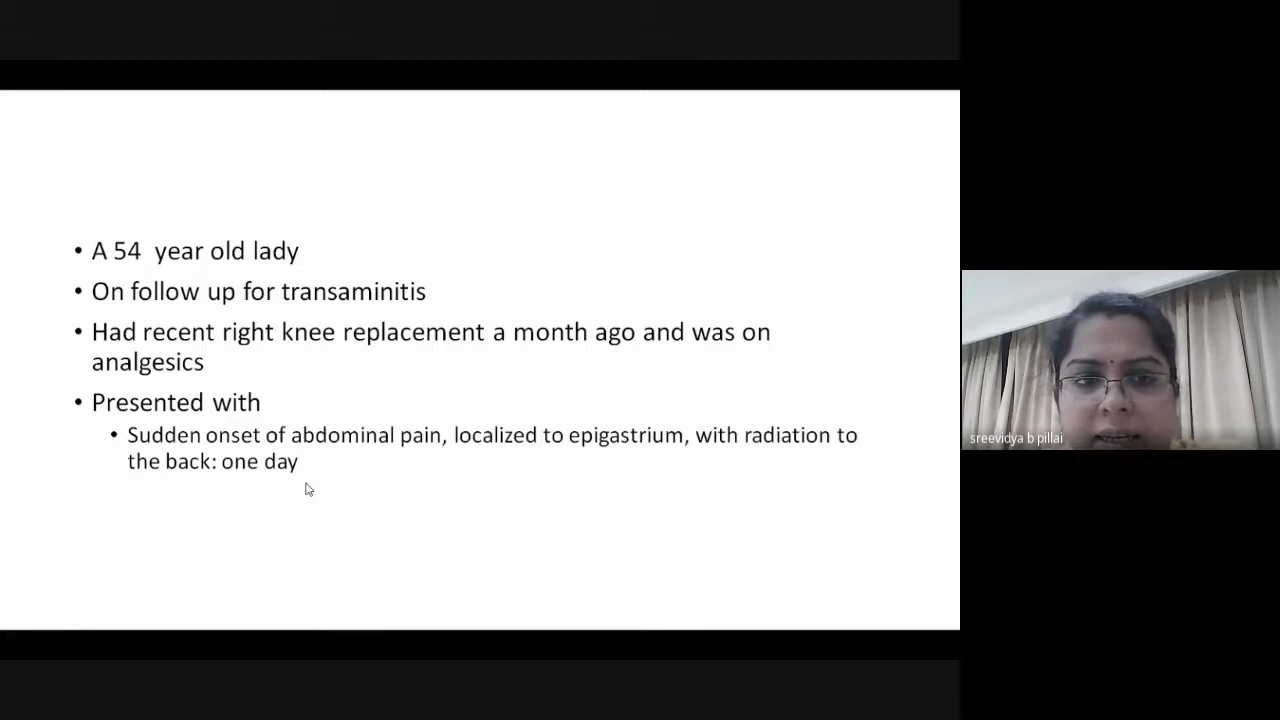 • A 54  year old lady
• On follow up for transaminitis
• Had recent right knee replacement a month ago and was on
analgesics
• Presented with
• Sudden onset of abdominal pain, localized to epigastrium, with radiation to
the back: one day
sreevidya b pillai